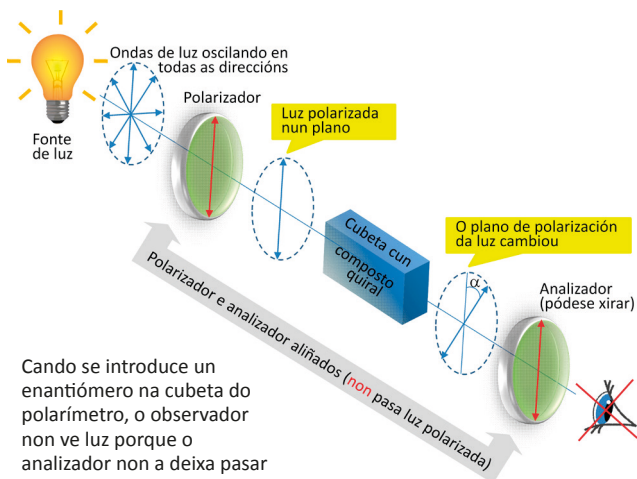 Ondas de luz oscilando en
todas as direccións
Fonte
de luz
Polarizador
Luz polarizada
nun plano
Cubeta cun
composto
quiral
O plano de polarización
da luz cambiou
α
Analizador
(pódese xirar)
Polarizador e analizador aliñados (non pasa luz polarizada)
Cando se introduce un
enantiómero na cubeta do
polarímetro, o observador
non ve luz porque o
analizador non a deixa pasar